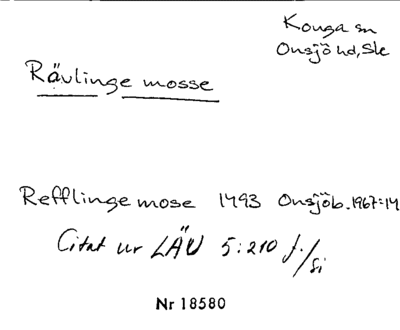 Konga sn
Onsjö hd, Ske
Rävlinge mosse
Refflinge mose 1493 Onsjöb. 1967:14
Citat ur LÄU 5:210 f./Si
Nr 18580